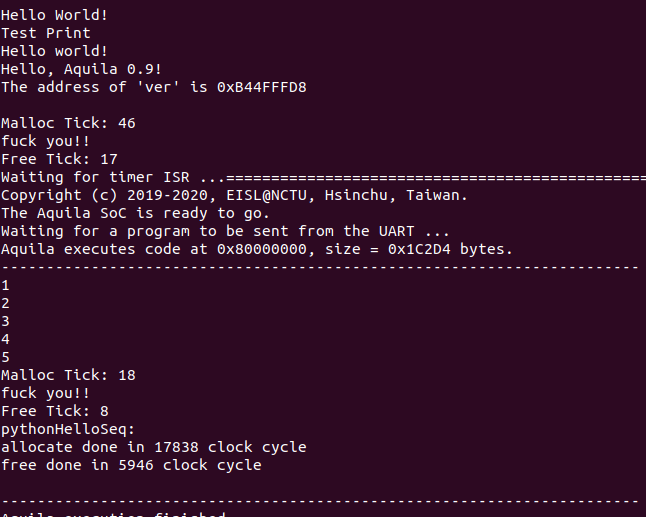 Hello World!
Test Print
Hello world!
Hello, Aquila 0.9!
The address of 'ver' is 0xB44FFFD8
Malloc Tick: 46
fuck you!!
Free Tick: 17
Waiting for timer ISR ...===============================================
Copyright (c) 2019-2020, EISL@NCTU, Hsinchu, Taiwan.
The Aquila SoC is ready to go.
Waiting for a program to be sent from the UART ...
Aquila executes code at 0x80000000, size = 0x1C2D4 bytes.
-----------------------------------------------------------------------
1
2
3
4
5
Malloc Tick: 18
fuck you!!
Free Tick: 8
pythonHelloSeq:
allocate done in 17838 clock cycle
free done in 5946 clock cycle
-----------------------------------------------------------------------
Aquila execution finished